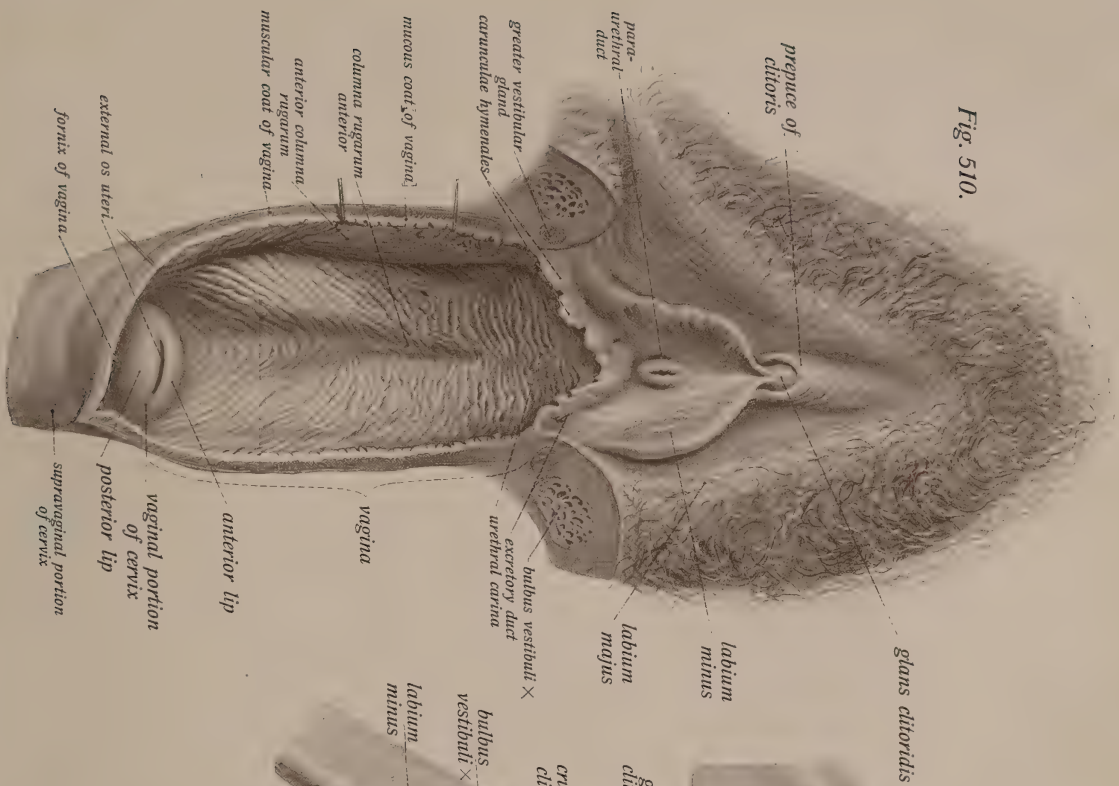 Fig. 510.
prepuce of
clitoris
para-
urethral
duct
greater vestibular
gland
carunculae hymenales
mucous coat of vagina
columna rugarum
anterior
anterior columna
rugarum
muscular coat of vagina
external os uteri
fornix of vagina
glans clitoridis
labium
minus
labium
majus
bulbus vestibuli ×
excretory duct
urethral carina
vagina
anterior lip
vaginal portion
of cervix
posterior lip
supravaginal portion
of cervix
labium
minus
bulbus
vestibuli ×